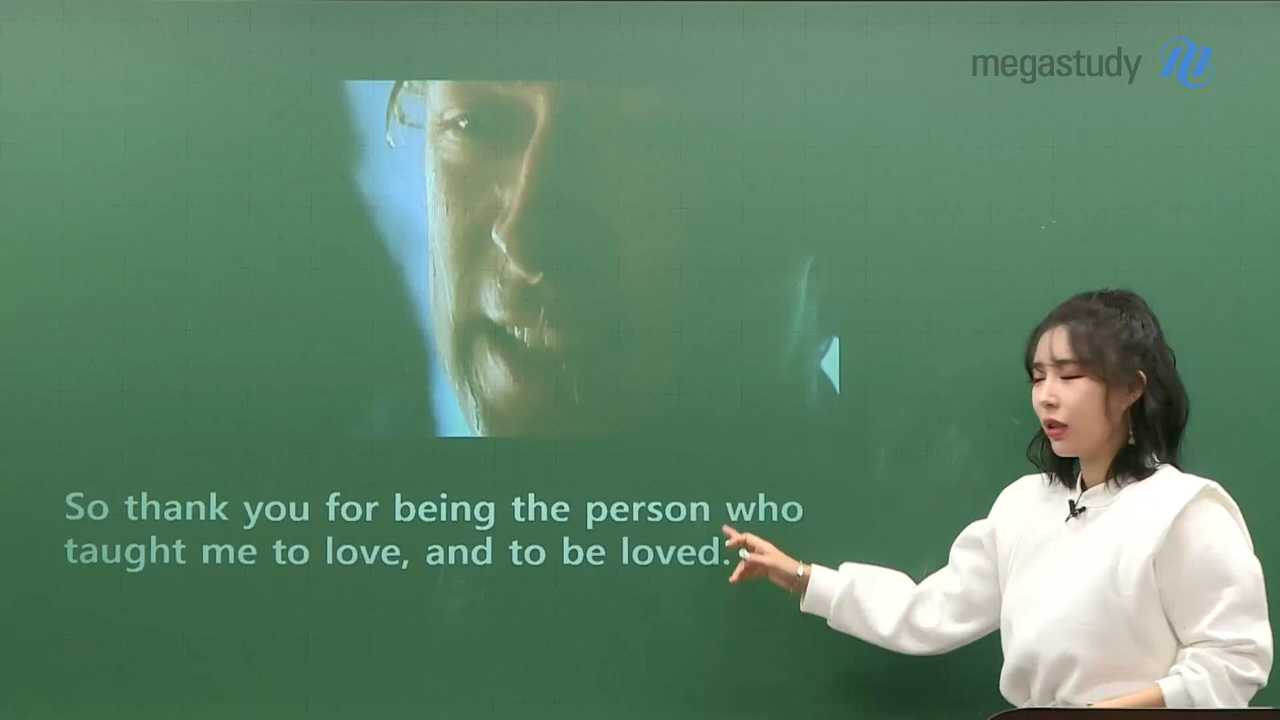 megastudy
So thank you for being the person who
taught me to love, and to be loved.